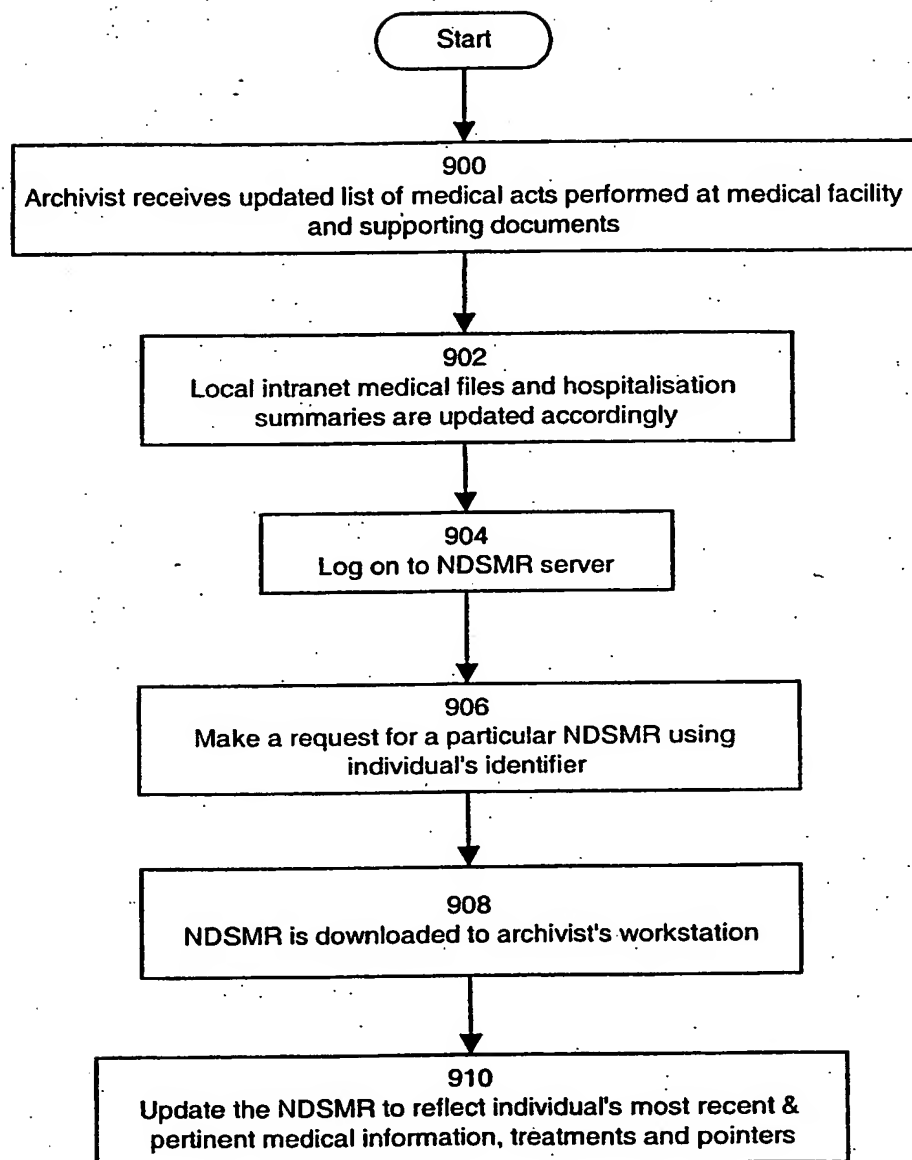 Start
900
Archivist receives updated list of medical acts performed at medical facility
and supporting documents
902
Local intranet medical files and hospitalisation
summaries are updated accordingly
904
Log on to NDSMR server
906
Make a request for a particular NDSMR using
individual's identifier
908
NDSMR is downloaded to archivist's workstation
910
Update the NDSMR to reflect individual's most recent &
pertinent medical information, treatments and pointers